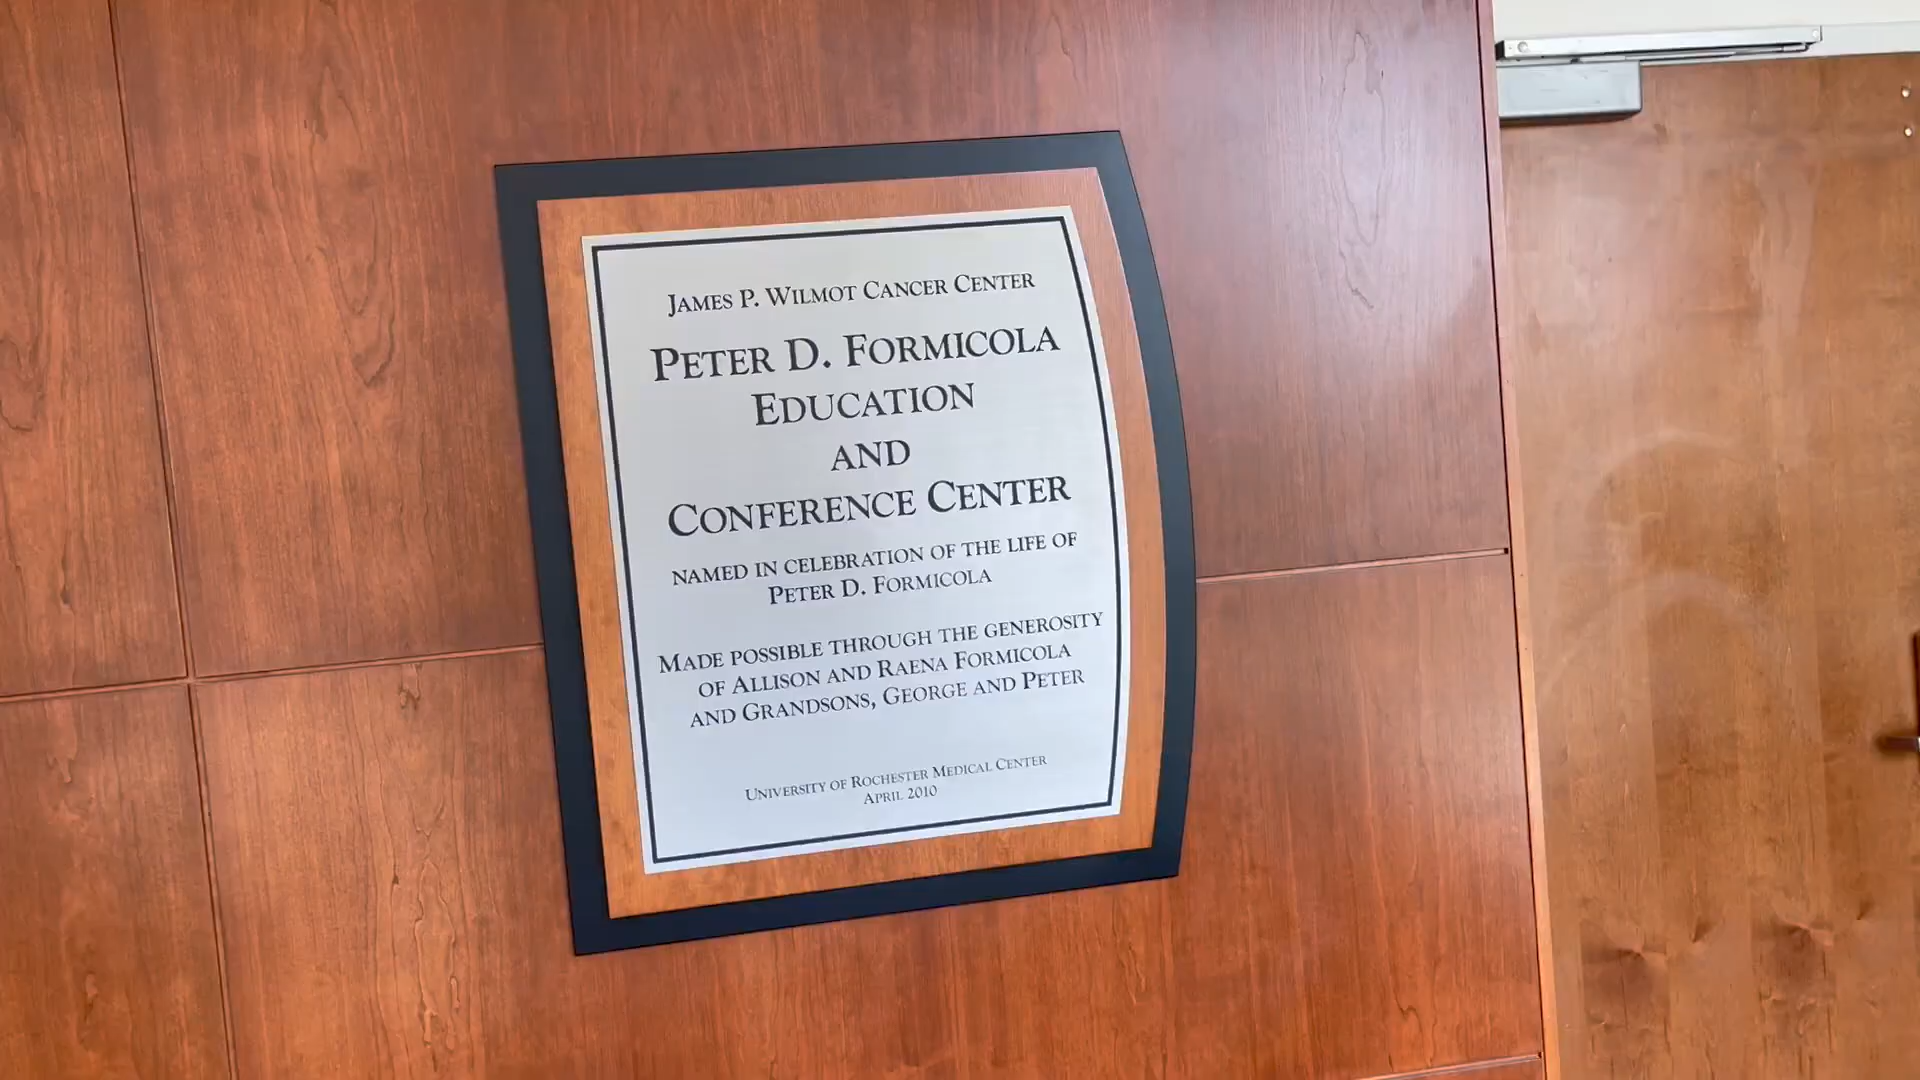 JAMES P. WILMOT CANCER CENTER
PETER D. FORMICOLA
EDUCATION
AND
CONFERENCE CENTER
NAMED IN CELEBRATION OF THE LIFE OF
PETER D. FORMICOLA
MADE POSSIBLE THROUGH THE GENEROSITY
OF ALLISON AND RAENA FORMICOLA
AND GRANDSONS, GEORGE AND PETER
UNIVERSITY OF ROCHESTER MEDICAL CENTER
APRIL 2010